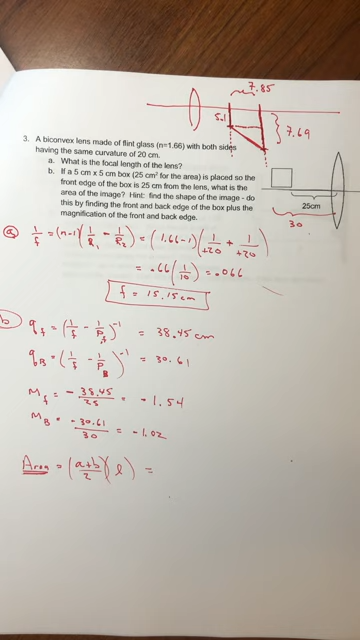 7.85
5.1
7.69
3. A biconvex lens made of flint glass (n=1.66) with both sides
having the same curvature of 20 cm.
a. What is the focal length of the lens?
b. If a 5 cm x 5 cm box (25 cm² for the area) is placed so the
front edge of the box is 25 cm from the lens, what is the
area of the image? Hint: find the shape of the image - do
this by finding the front and back edge of the box plus the
magnification of the front and back edge.
25cm
30
a) 1/f = (n-1)(1/R₁ - 1/R₂) = (1.66-1)(1/+20 + 1/+20)
= .66(1/10) = .066
f = 15.15cm
b) q_f = (1/f - 1/P_f)⁻¹ = 38.45cm
q_B = (1/f - 1/P_B)⁻¹ = 30.61
M_f = -38.45/25 = -1.54
M_B = -30.61/30 = -1.02
Area = (a+b/2)(l) =